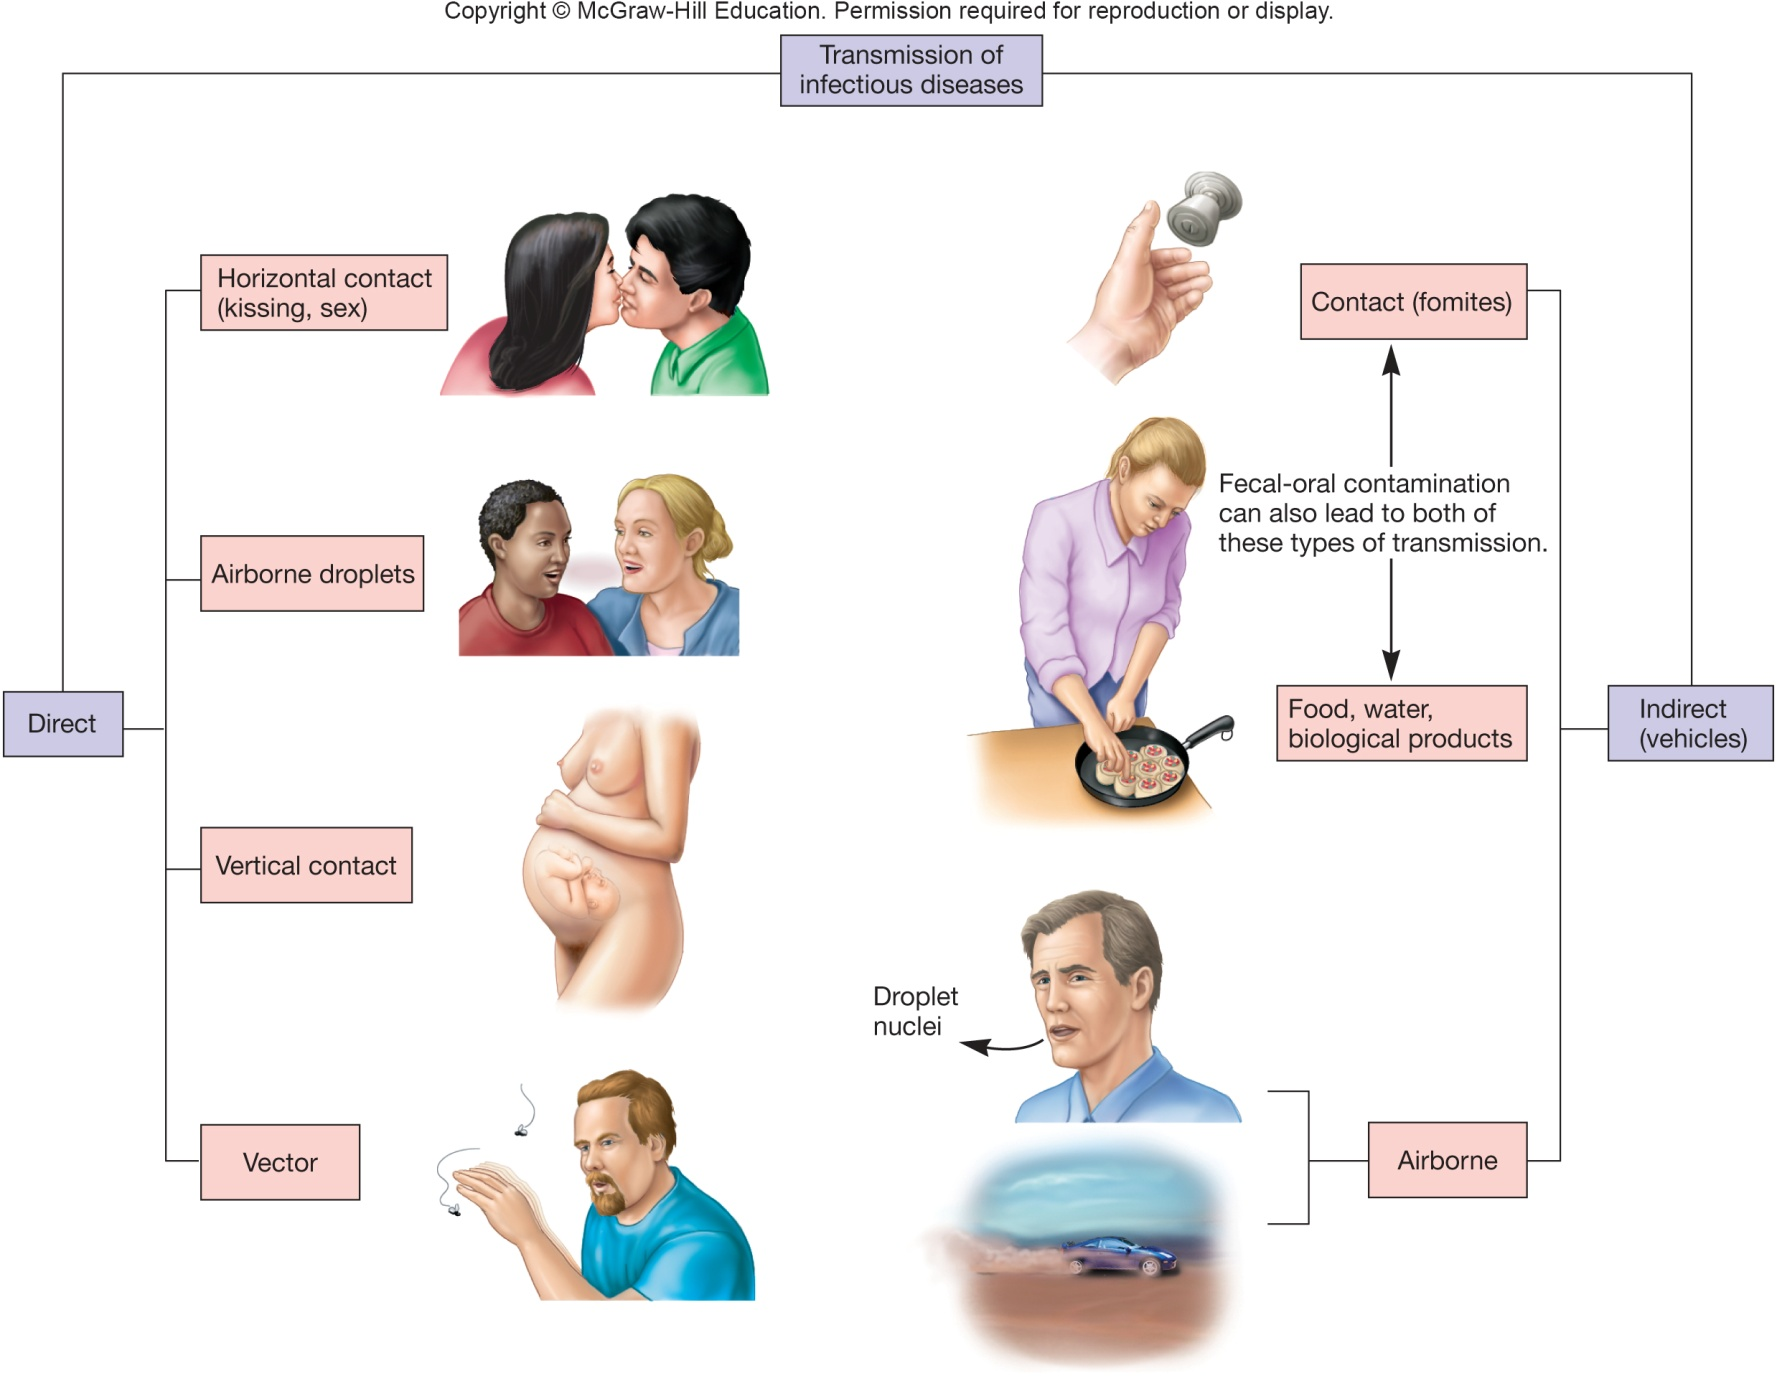 Copyright © McGraw-Hill Education. Permission required for reproduction or display.
Transmission of
infectious diseases
Horizontal contact
(kissing, sex)
Airborne droplets
Direct
Vertical contact
Vector
Contact (fomites)
Fecal-oral contamination
can also lead to both of
these types of transmission.
Food, water,
biological products
Indirect
(vehicles)
Droplet
nuclei
Airborne